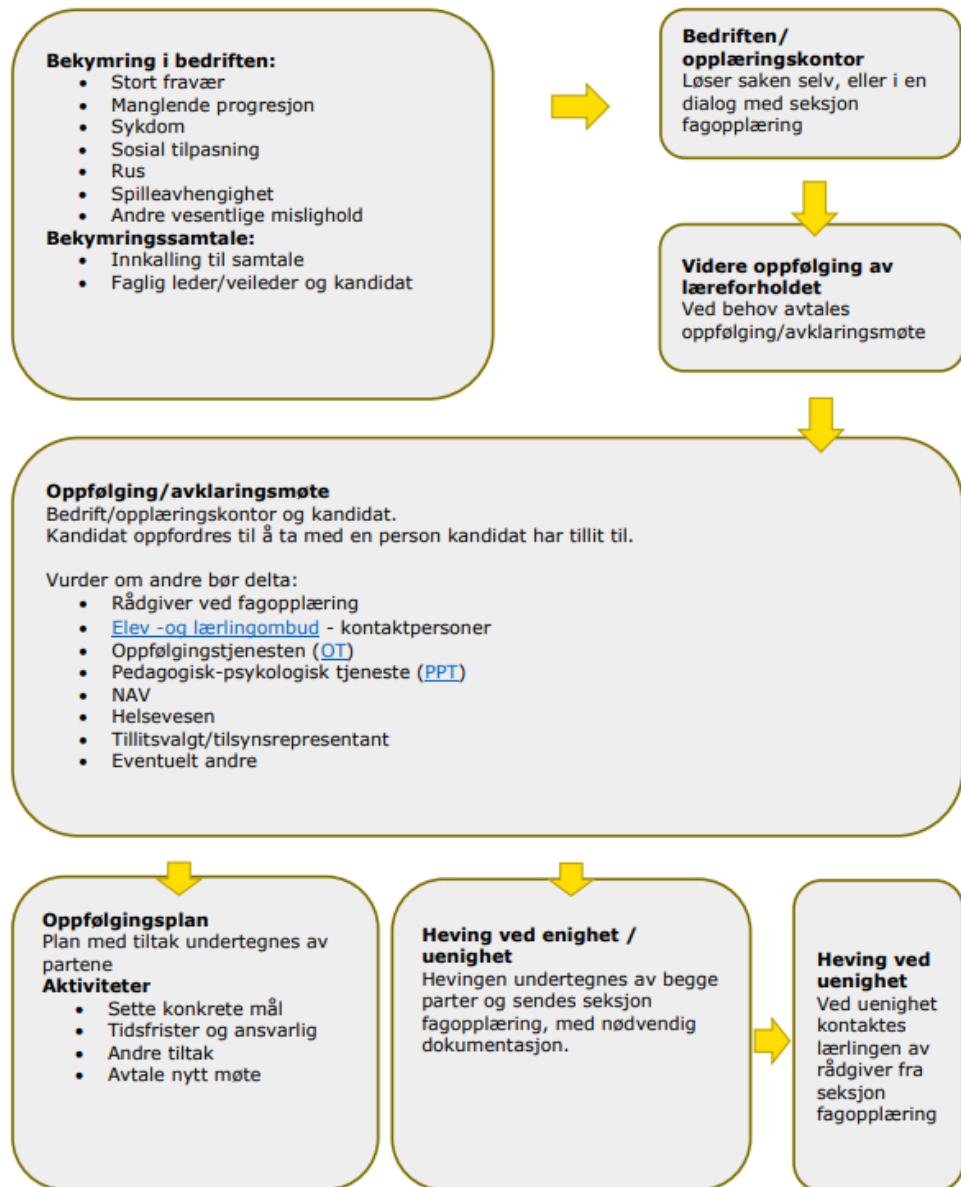 Bekymring i bedriften:
• Stort fravær
• Manglende progresjon
• Sykdom
• Sosial tilpasning
• Rus
• Spilleavhengighet
• Andre vesentlige mislighold
Bekymringssamtale:
• Innkalling til samtale
• Faglig leder/veileder og kandidat
Bedriften/
opplæringskontor
Løser saken selv, eller i en
dialog med seksjon
fagopplæring
Videre oppfølging av
læreforholdet
Ved behov avtales
oppfølging/avklaringsmøte
Oppfølging/avklaringsmøte
Bedrift/opplæringskontor og kandidat.
Kandidat oppfordres til å ta med en person kandidat har tillit til.
Vurder om andre bør delta:
• Rådgiver ved fagopplæring
• Elev -og lærlingombud - kontaktpersoner
• Oppfølgingstjenesten (OT)
• Pedagogisk-psykologisk tjeneste (PPT)
• NAV
• Helsevesen
• Tillitsvalgt/tilsynsrepresentant
• Eventuelt andre
Oppfølgingsplan
Plan med tiltak undertegnes av
partene
Aktiviteter
• Sette konkrete mål
• Tidsfrister og ansvarlig
• Andre tiltak
• Avtale nytt møte
Heving ved enighet /
uenighet
Hevingen undertegnes av begge
parter og sendes seksjon
fagopplæring, med nødvendig
dokumentasjon.
Heving ved
uenighet
Ved uenighet
kontaktes
lærlingen av
rådgiver fra
seksjon
fagopplæring